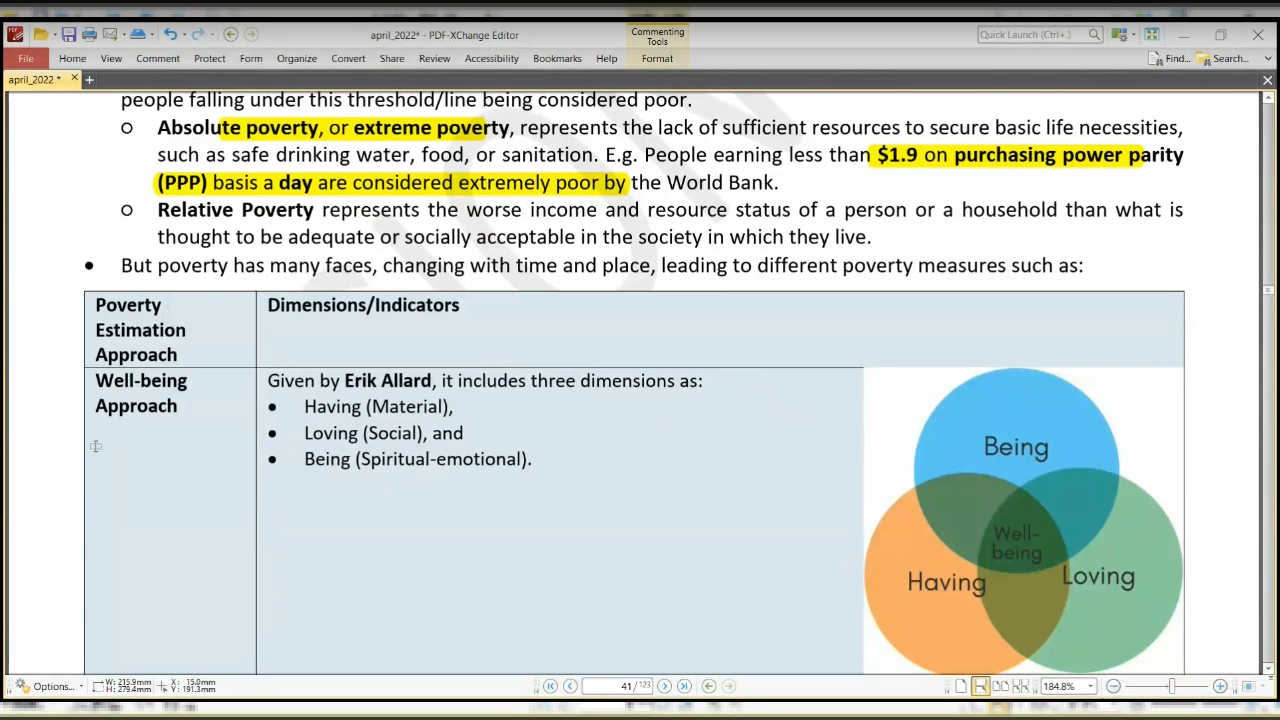 april_2022* - PDF-XChange Editor
Commenting Tools
Quick Launch (Ctrl+.)
File Home View Comment Protect Form Organize Convert Share Review Accessibility Bookmarks Help Format
Find... Search...
april_2022 *
people falling under this threshold/line being considered poor.
Absolute poverty, or extreme poverty, represents the lack of sufficient resources to secure basic life necessities,
such as safe drinking water, food, or sanitation. E.g. People earning less than $1.9 on purchasing power parity
(PPP) basis a day are considered extremely poor by the World Bank.
Relative Poverty represents the worse income and resource status of a person or a household than what is
thought to be adequate or socially acceptable in the society in which they live.
• But poverty has many faces, changing with time and place, leading to different poverty measures such as:
Poverty
Estimation
Approach
Dimensions/Indicators
Well-being
Approach
Given by Erik Allard, it includes three dimensions as:
• Having (Material),
• Loving (Social), and
• Being (Spiritual-emotional).
Being
Well-
being
Having
Loving
Options...
W: 215.9mm
H: 279.4mm
X: 15.0mm
Y: 191.3mm
41 / 123
184.8%